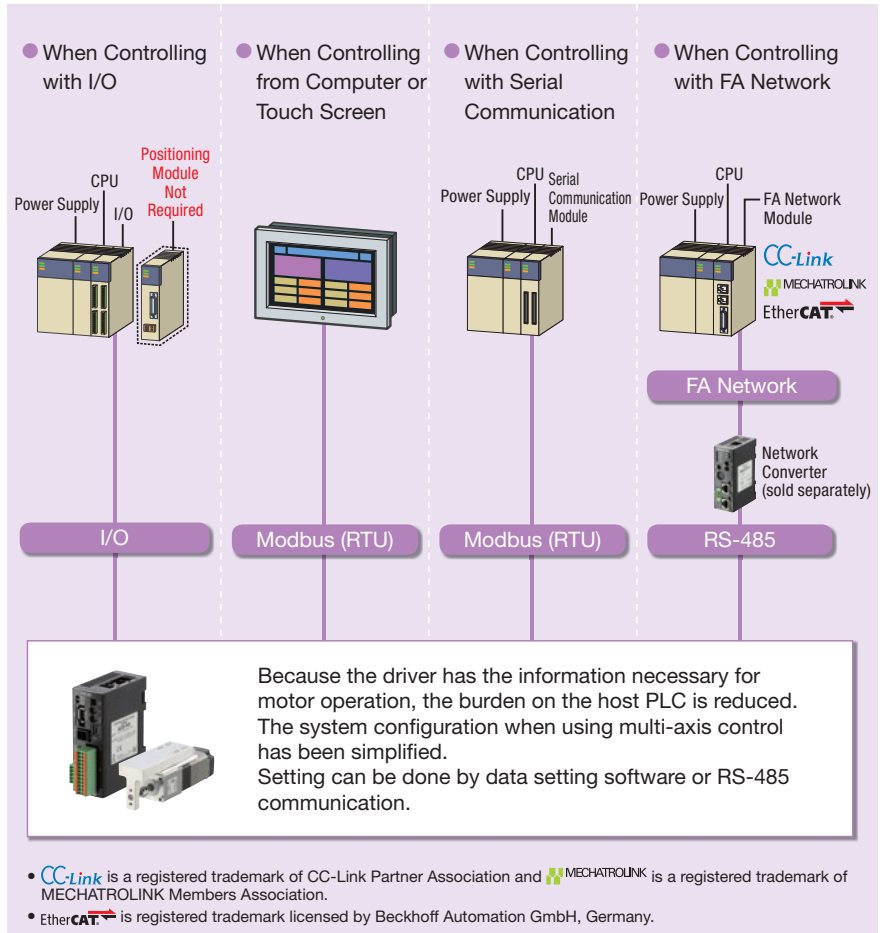 ● When Controlling
with I/O
● When Controlling
from Computer or
Touch Screen
● When Controlling
with Serial
Communication
● When Controlling
with FA Network
Positioning
Module
Not
Required
CPU
Power Supply
I/O
CPU
Power Supply
Serial
Communication
Module
CPU
Power Supply
FA Network
Module
CC-Link
MECHATROLINK
EtherCAT®
FA Network
Network
Converter
(sold separately)
I/O
Modbus (RTU)
Modbus (RTU)
RS-485
Because the driver has the information necessary for
motor operation, the burden on the host PLC is reduced.
The system configuration when using multi-axis control
has been simplified.
Setting can be done by data setting software or RS-485
communication.
• CC-Link is a registered trademark of CC-Link Partner Association and MECHATROLINK is a registered trademark of
MECHATROLINK Members Association.
• EtherCAT® is registered trademark licensed by Beckhoff Automation GmbH, Germany.